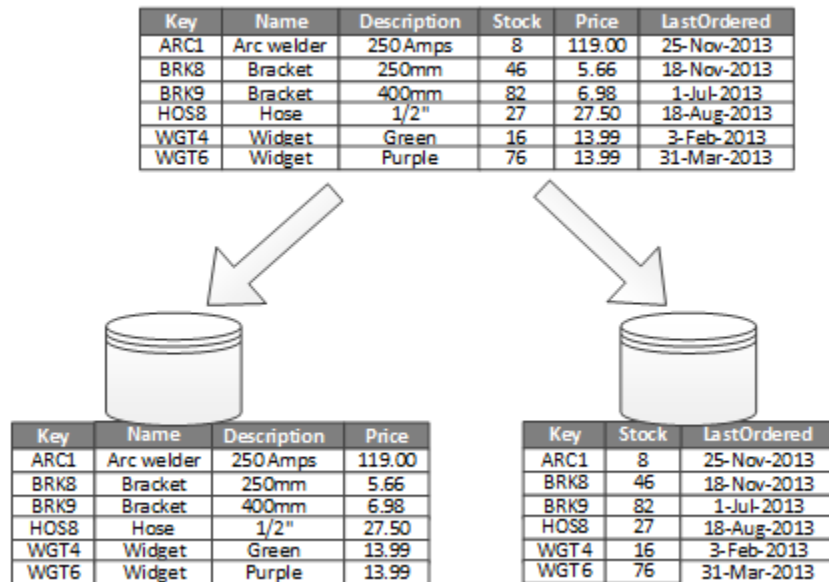 Key Name Description Stock Price LastOrdered
ARC1 Arc welder 250 Amps 8 119.00 25-Nov-2013
BRK8 Bracket 250mm 46 5.66 18-Nov-2013
BRK9 Bracket 400mm 82 6.98 1-Jul-2013
HOS8 Hose 1/2" 27 27.50 18-Aug-2013
WGT4 Widget Green 16 13.99 3-Feb-2013
WGT6 Widget Purple 76 13.99 31-Mar-2013
Key Name Description Price
ARC1 Arc welder 250 Amps 119.00
BRK8 Bracket 250mm 5.66
BRK9 Bracket 400mm 6.98
HOS8 Hose 1/2" 27.50
WGT4 Widget Green 13.99
WGT6 Widget Purple 13.99
Key Stock LastOrdered
ARC1 8 25-Nov-2013
BRK8 46 18-Nov-2013
BRK9 82 1-Jul-2013
HOS8 27 18-Aug-2013
WGT4 16 3-Feb-2013
WGT6 76 31-Mar-2013